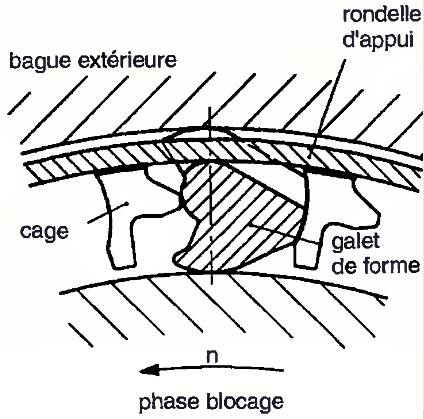 rondelle
d'appui
bague extérieure
cage
galet
de forme
n
phase blocage